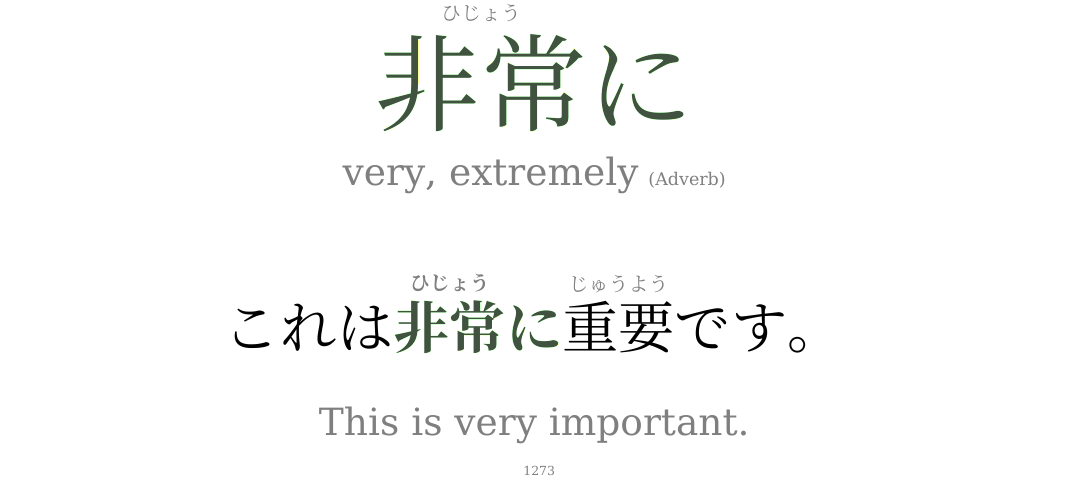 ひじょう
非常に
very, extremely (Adverb)
ひじょう じゅうよう
これは非常に重要です。
This is very important.
1273